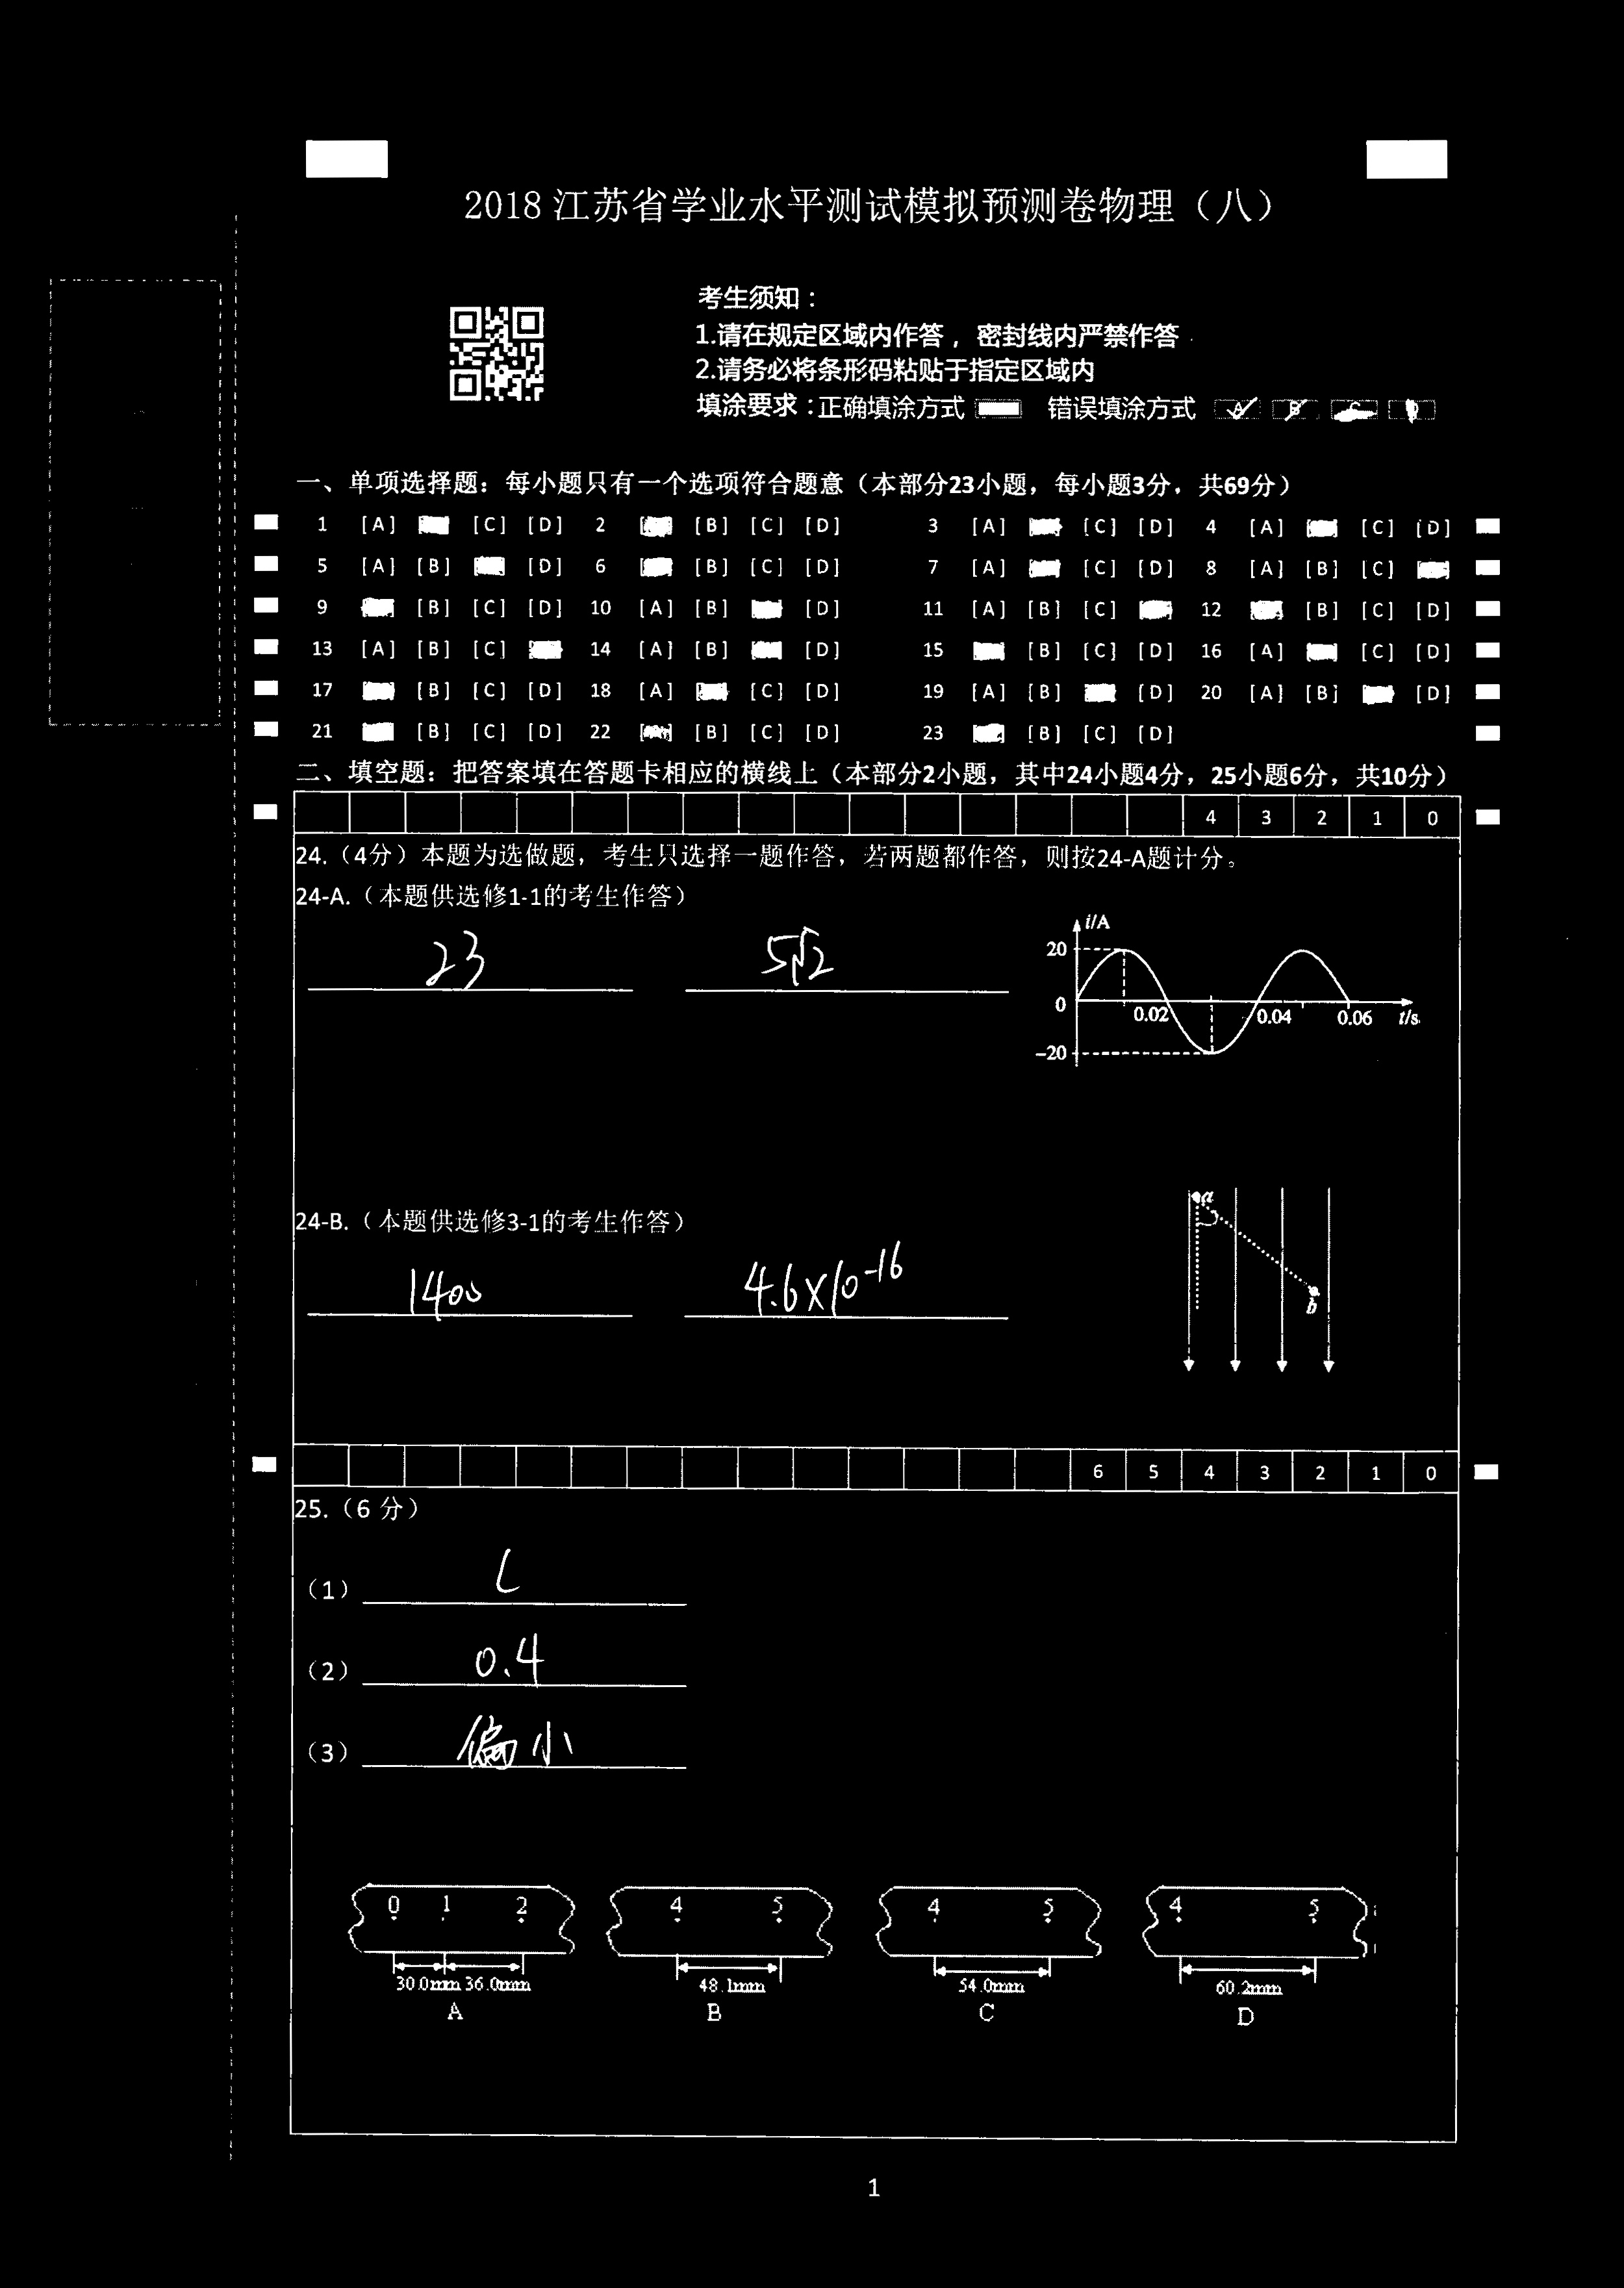 2018江苏省学业水平测试模拟预测卷物理（八）
考生须知：
1.请在规定区域内作答，密封线内严禁作答
2.请务必将条形码粘贴于指定区域内
填涂要求：正确填涂方式 错误填涂方式 A B C D
一、单项选择题：每小题只有一个选项符合题意（本部分23小题，每小题3分，共69分）
1 [A] [C] [D] 2 [B] [C] [D] 3 [A] [C] [D] 4 [A] [C] [D]
5 [A] [B] [D] 6 [B] [C] [D] 7 [A] [C] [D] 8 [A] [B] [C]
9 [B] [C] [D] 10 [A] [B] [D] 11 [A] [B] [C] 12 [B] [C] [D]
13 [A] [B] [C] 14 [A] [B] [D] 15 [B] [C] [D] 16 [A] [C] [D]
17 [B] [C] [D] 18 [A] [C] [D] 19 [A] [B] [D] 20 [A] [B] [D]
21 [B] [C] [D] 22 [B] [C] [D] 23 [B] [C] [D]
二、填空题：把答案填在答题卡相应的横线上（本部分2小题，其中24小题4分，25小题6分，共10分）
4 3 2 1 0
24.（4分）本题为选做题，考生只选择一题作答，若两题都作答，则按24-A题计分。
24-A.（本题供选修1-1的考生作答）
23 5√2
i/A
20
0 0.02 0.04 0.06 t/s
-20
24-B.（本题供选修3-1的考生作答）
1400 4.6×10-16
a
b
6 5 4 3 2 1 0
25.（6 分）
（1） C
（2） 0.4
（3） 偏小
0 1 2 4 5 4 5 4 5
30.0mm 36.0mm 48.1mm 54.0mm 60.2mm
A B C D
1